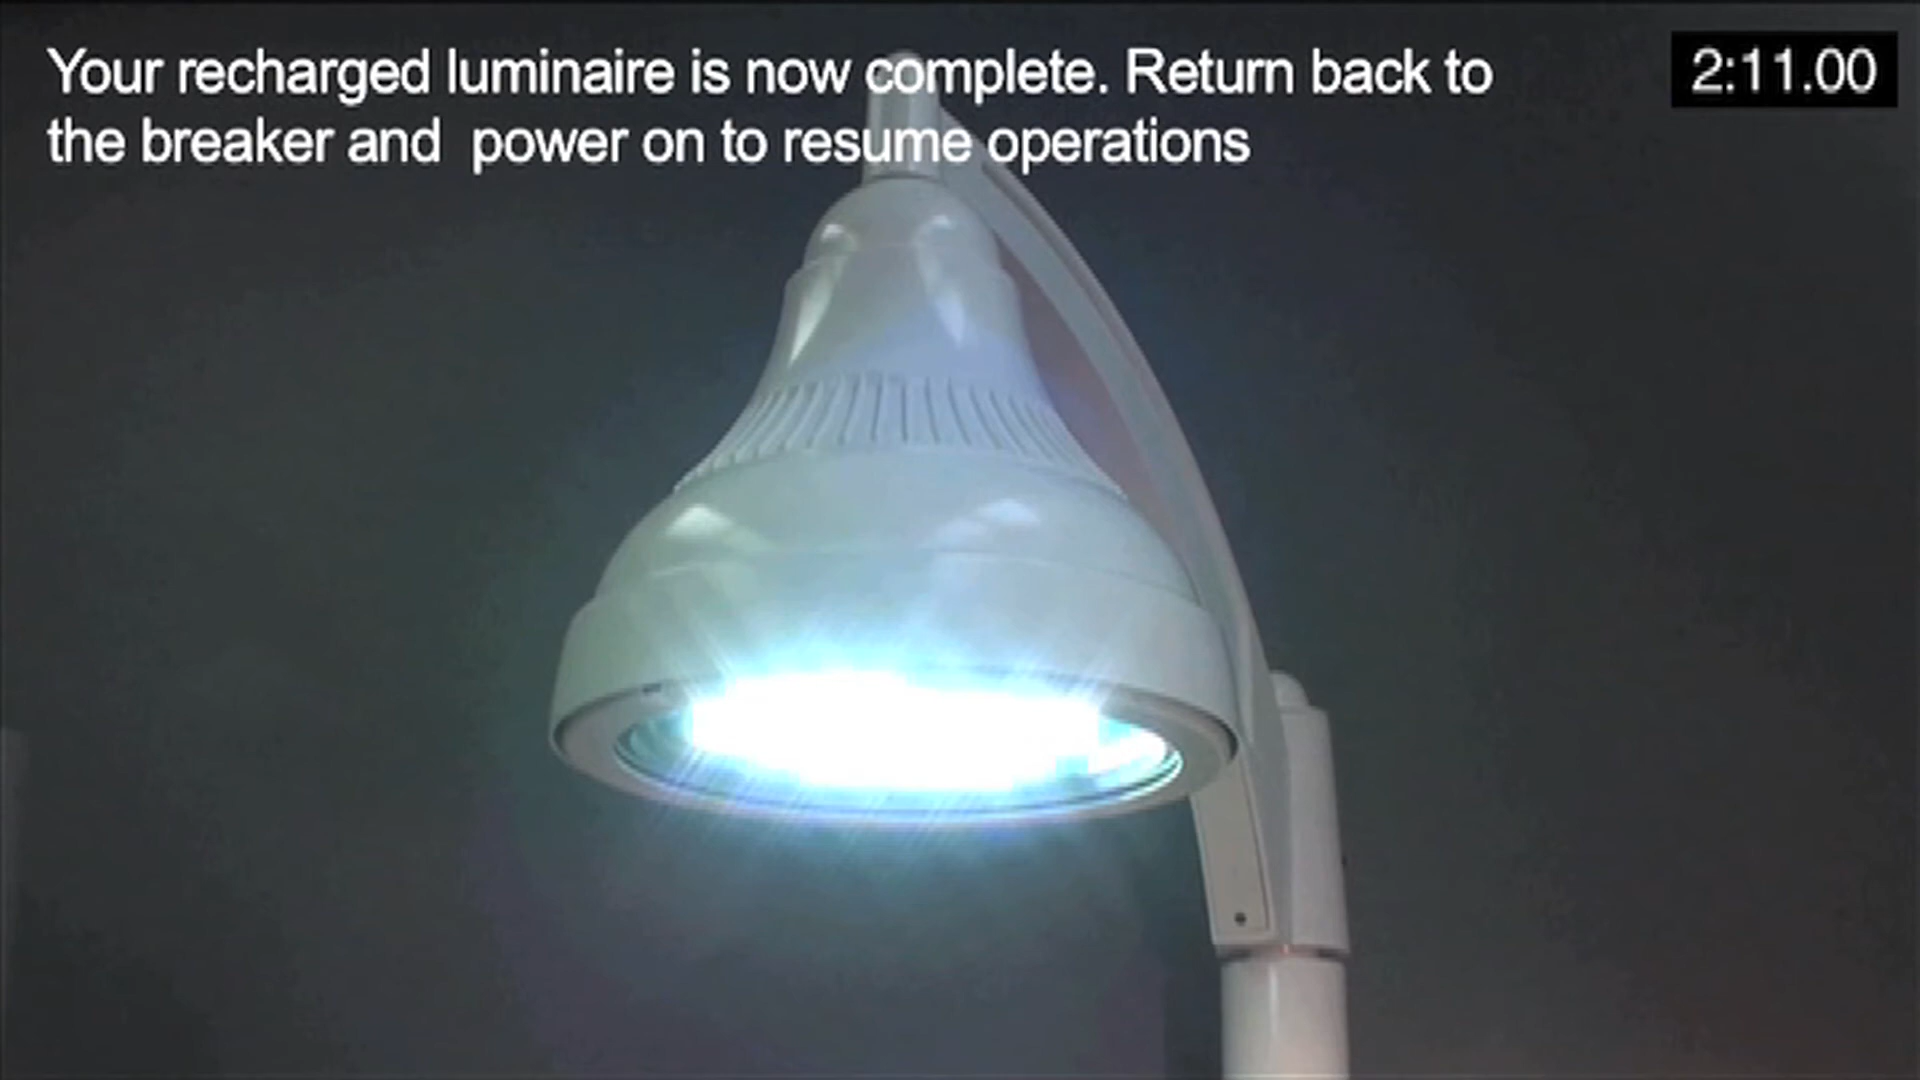 Your recharged luminaire is now complete. Return back to
the breaker and  power on to resume operations
2:11.00